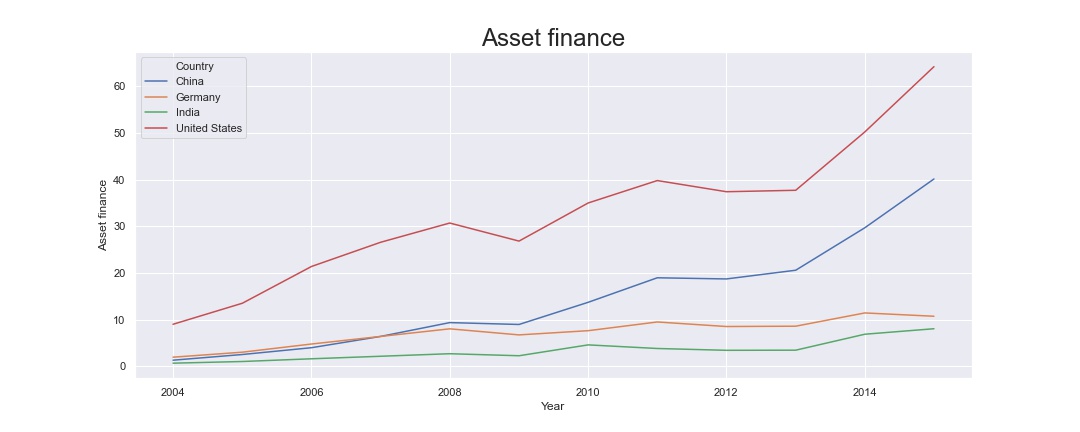 Asset finance
Country
China
Germany
India
United States
60
50
40
30
20
10
0
Asset finance
2004 2006 2008 2010 2012 2014
Year